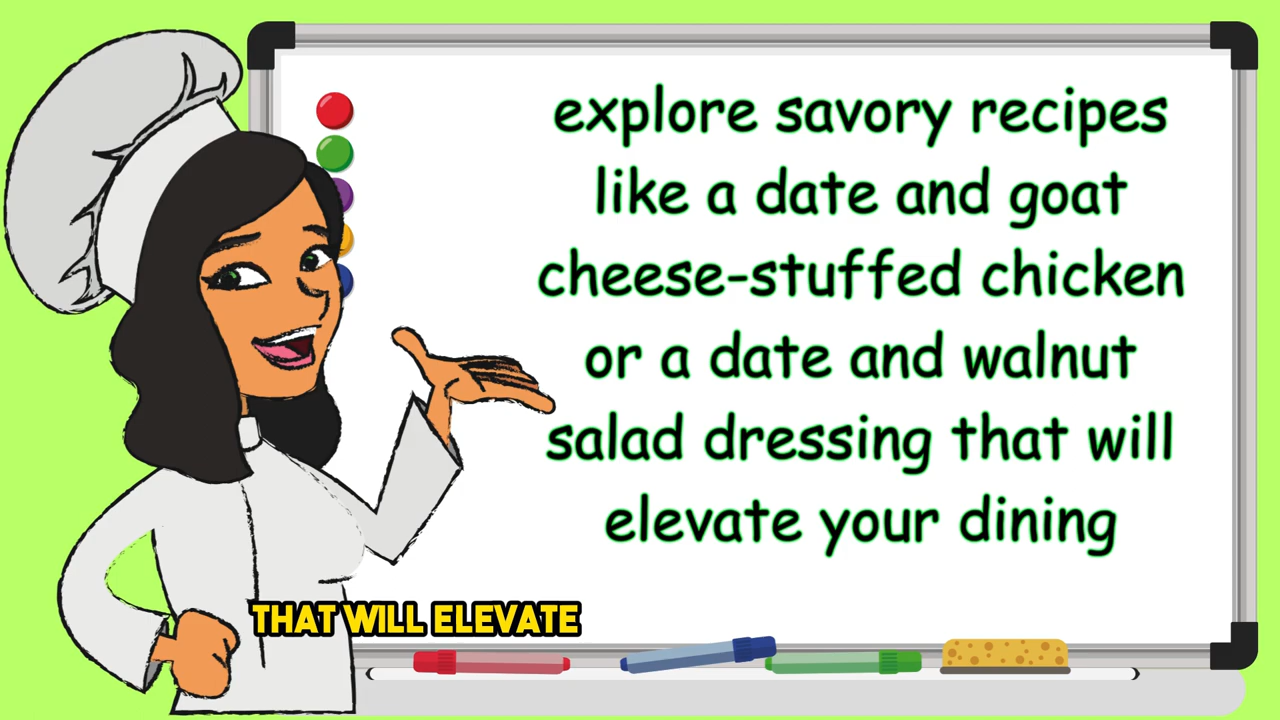 explore savory recipes
like a date and goat
cheese-stuffed chicken
or a date and walnut
salad dressing that will
elevate your dining
THAT WILL ELEVATE